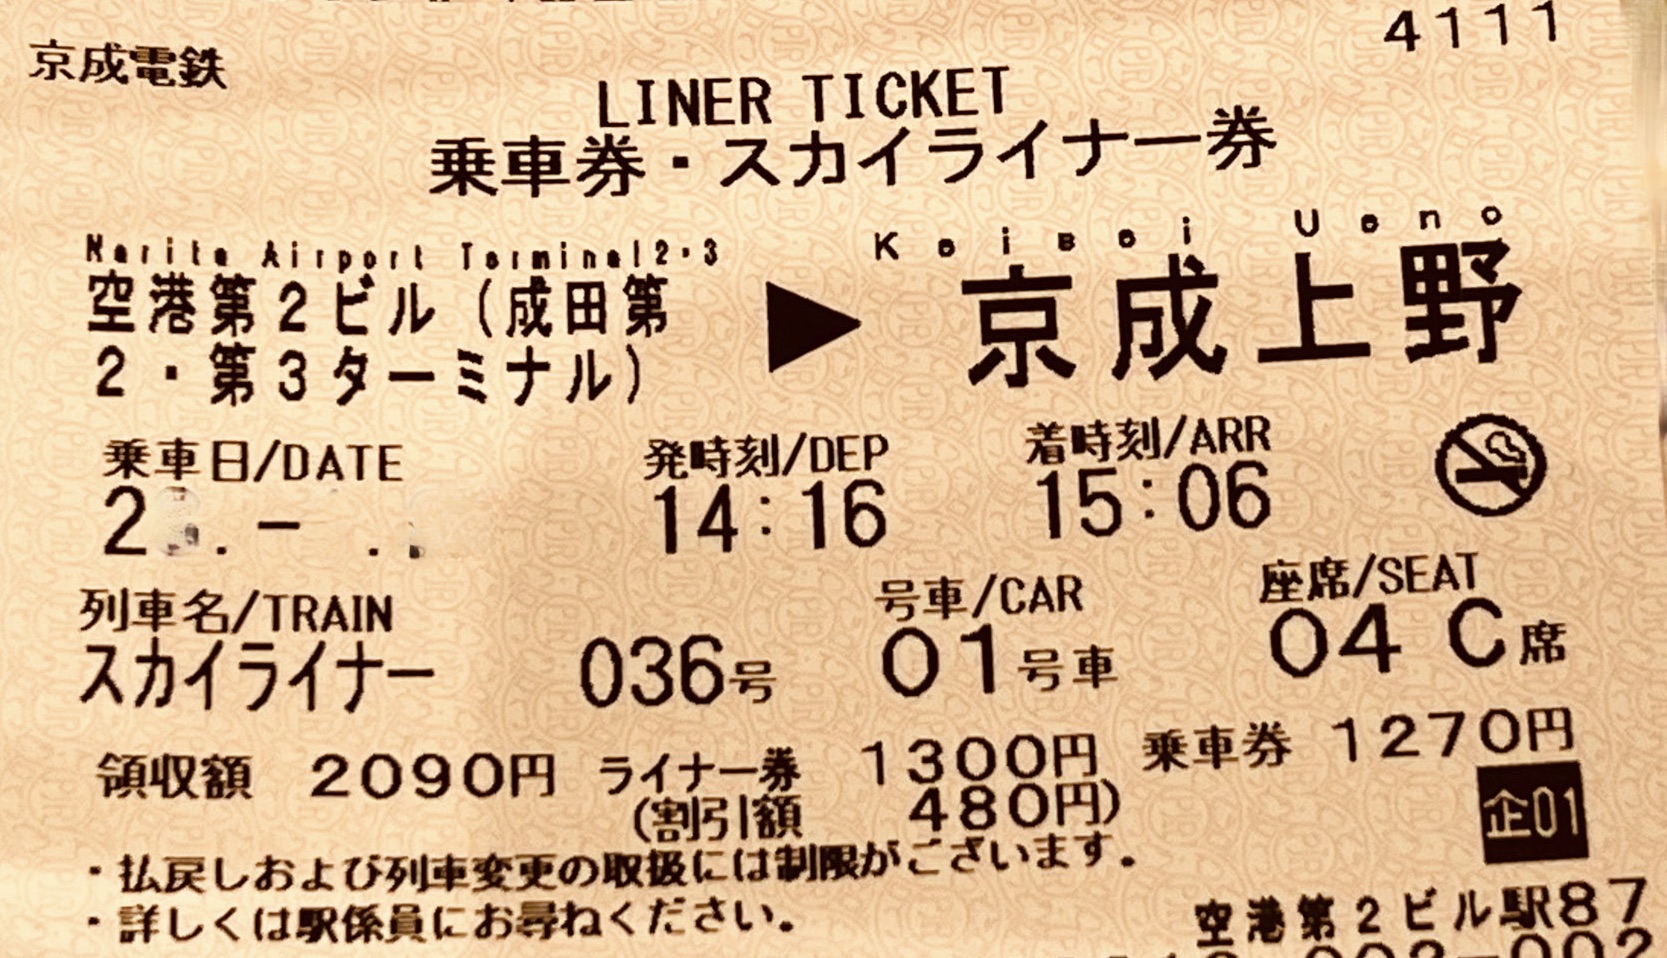 4111
京成電鉄
LINER TICKET
乗車券・スカイライナー券
Narita Airport Terminal2・3 Keisei Ueno
空港第2ビル(成田第 ▶ 京成上野
2・第3ターミナル)
乗車日/DATE 発時刻/DEP 着時刻/ARR
14:16 15:06
列車名/TRAIN 号車/CAR 座席/SEAT
スカイライナー 036号 01号車 04 C席
領収額 2090円 ライナー券 1300円 乗車券 1270円
(割引額 480円)
企01
・払戻しおよび列車変更の取扱には制限がございます。
・詳しくは駅係員にお尋ねください。
空港第2ビル駅87